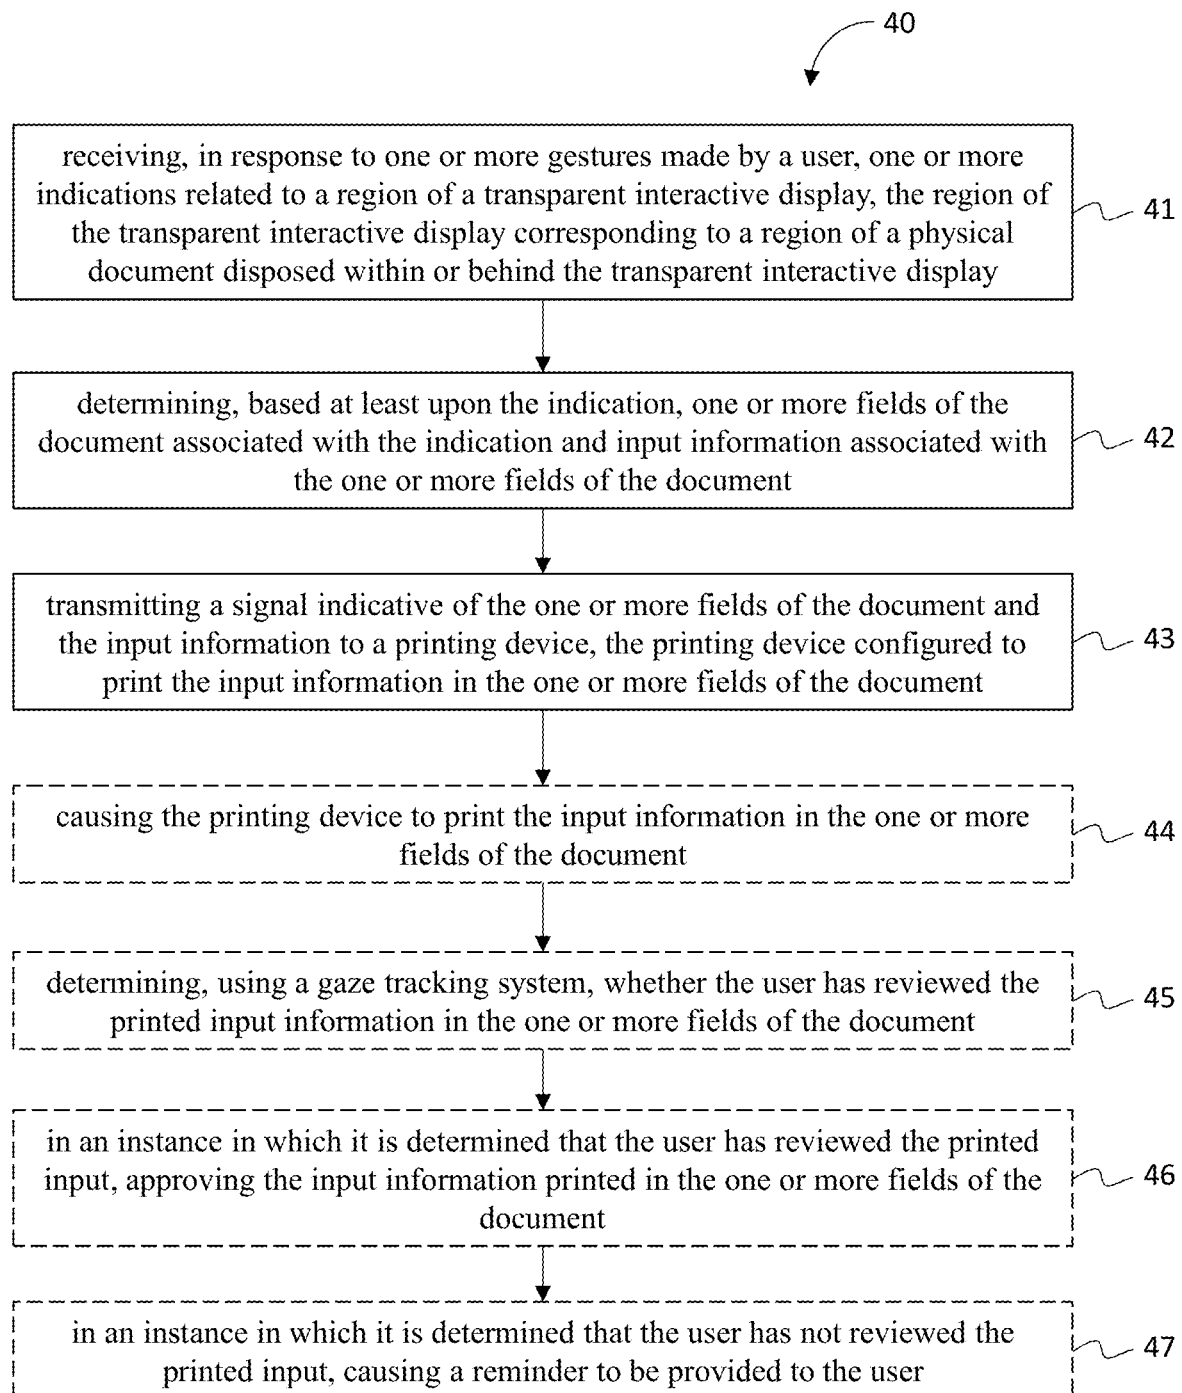 40
receiving, in response to one or more gestures made by a user, one or more
indications related to a region of a transparent interactive display, the region of
the transparent interactive display corresponding to a region of a physical
document disposed within or behind the transparent interactive display
41
determining, based at least upon the indication, one or more fields of the
document associated with the indication and input information associated with
the one or more fields of the document
42
transmitting a signal indicative of the one or more fields of the document and
the input information to a printing device, the printing device configured to
print the input information in the one or more fields of the document
43
causing the printing device to print the input information in the one or more
fields of the document
44
determining, using a gaze tracking system, whether the user has reviewed the
printed input information in the one or more fields of the document
45
in an instance in which it is determined that the user has reviewed the printed
input, approving the input information printed in the one or more fields of the
document
46
in an instance in which it is determined that the user has not reviewed the
printed input, causing a reminder to be provided to the user
47